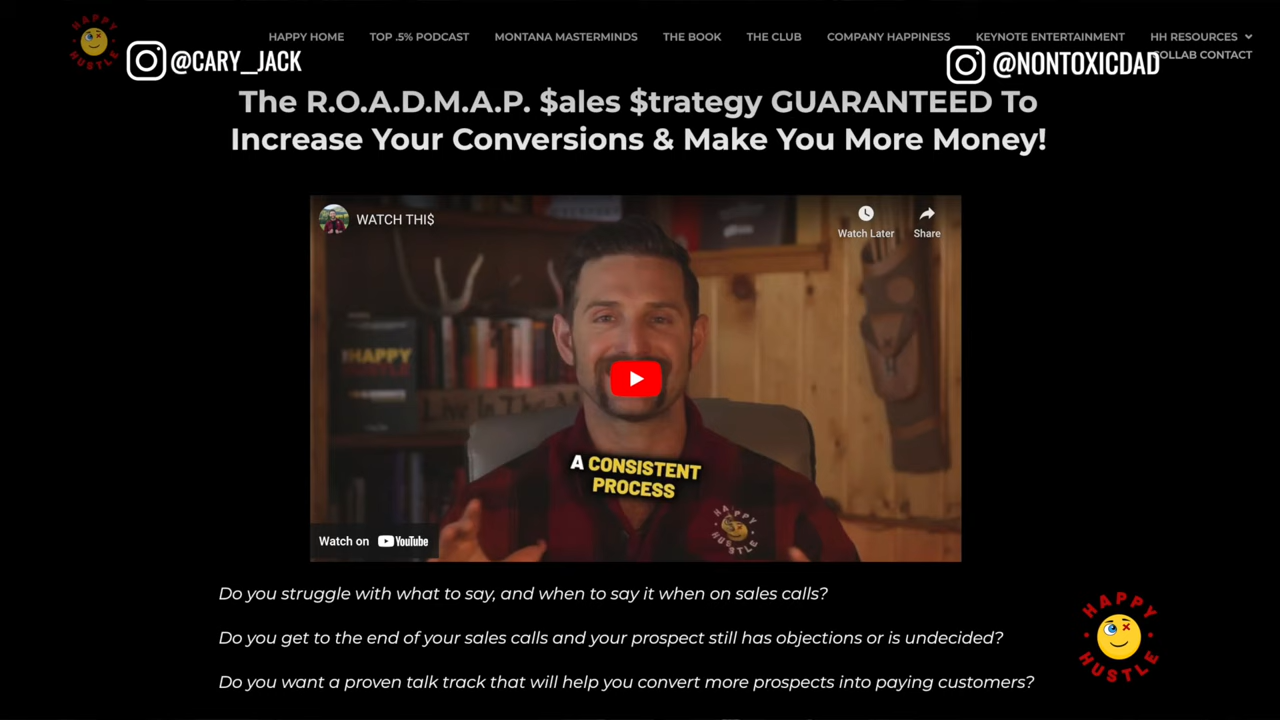 HAPPY
HUSTLE
HAPPY HOME
TOP .5% PODCAST
MONTANA MASTERMINDS
THE BOOK
THE CLUB
COMPANY HAPPINESS
KEYNOTE ENTERTAINMENT
HH RESOURCES
COLLAB CONTACT
@CARY_JACK
@NONTOXICDAD
The R.O.A.D.M.A.P. $ales $trategy GUARANTEED To
Increase Your Conversions & Make You More Money!
WATCH THI$
Watch Later
Share
HAPPY
Live In The
A CONSISTENT
PROCESS
HAPPY
HUSTLE
Watch on YouTube
Do you struggle with what to say, and when to say it when on sales calls?
Do you get to the end of your sales calls and your prospect still has objections or is undecided?
Do you want a proven talk track that will help you convert more prospects into paying customers?
HAPPY
HUSTLE